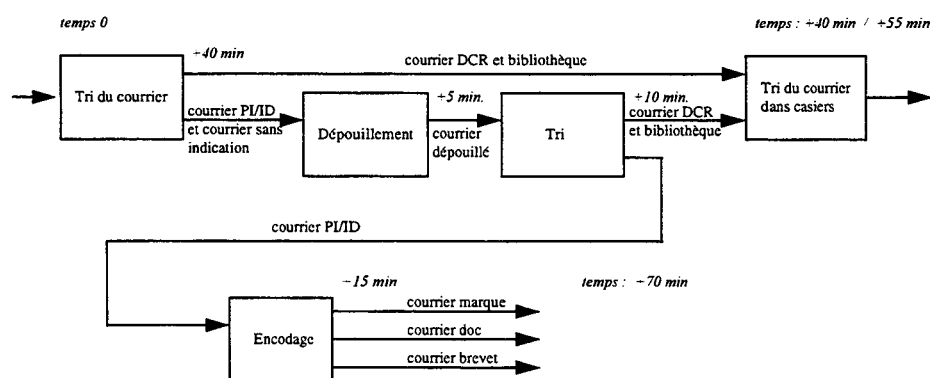 temps 0
temps : +40 min / +55 min
+40 min
courrier DCR et bibliothèque
Tri du courrier
Tri du courrier
dans casiers
courrier PI/ID
et courrier sans
indication
Dépouillement
+5 min.
courrier
dépouillé
Tri
+10 min.
courrier DCR
et bibliothèque
courrier PI/ID
+15 min
temps : +70 min
Encodage
courrier marque
courrier doc
courrier brevet